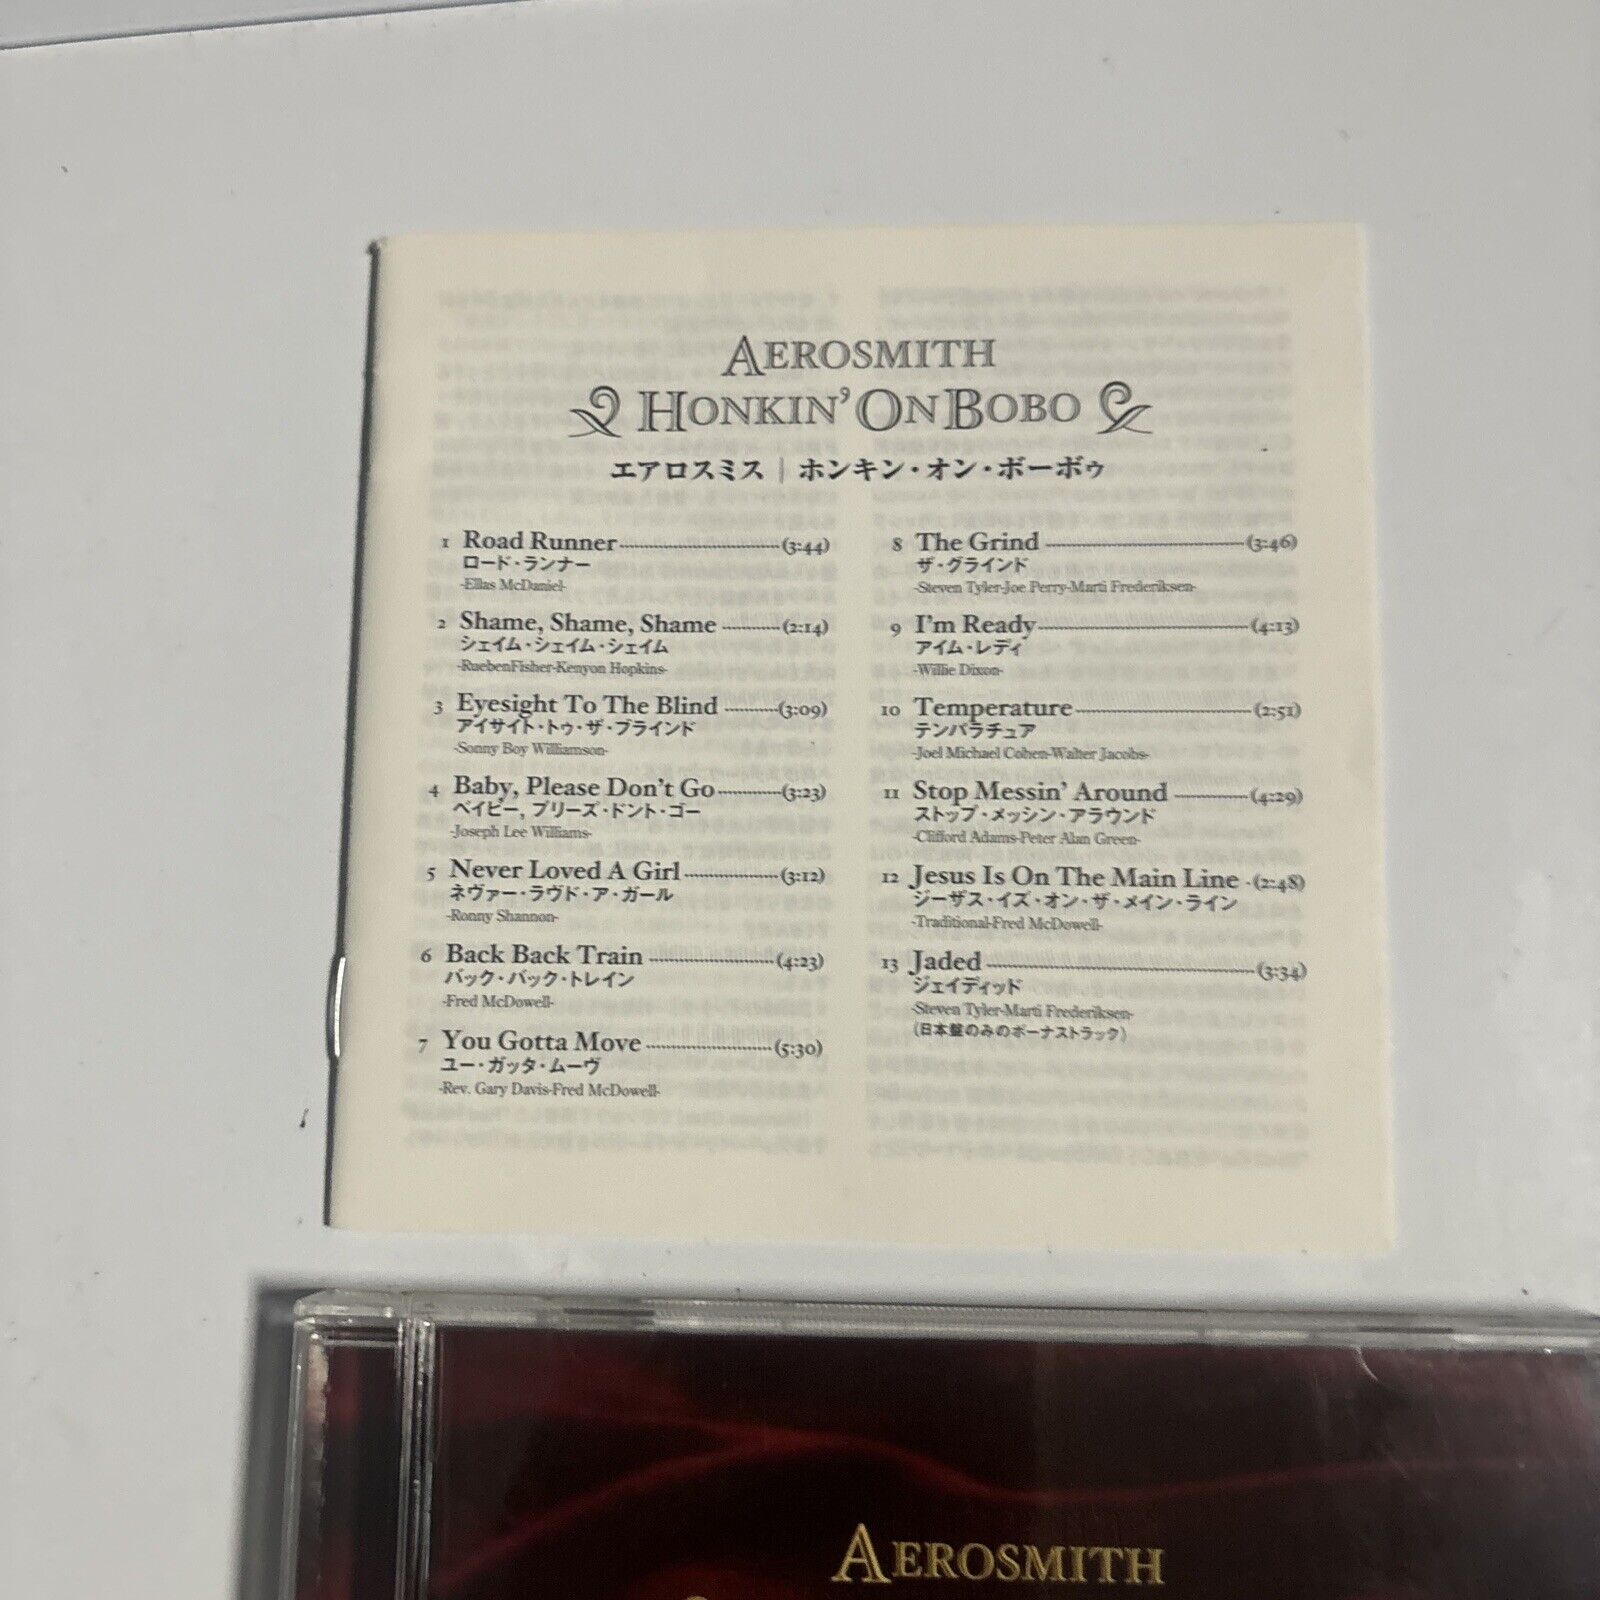 AEROSMITH
HONKIN' ON BOBO
エアロスミス | ホンキン・オン・ボーボゥ
1 Road Runner (3:44)
ロード・ランナー
-Ellas McDaniel-
2 Shame, Shame, Shame (2:14)
シェイム・シェイム・シェイム
-RuebenFisher-Kenyon Hopkins-
3 Eyesight To The Blind (3:09)
アイサイト・トゥ・ザ・ブラインド
-Sonny Boy Williamson-
4 Baby, Please Don't Go (3:23)
ベイビー, プリーズ・ドント・ゴー
-Joseph Lee Williams-
5 Never Loved A Girl (3:12)
ネヴァー・ラヴド・ア・ガール
-Ronny Shannon-
6 Back Back Train (4:23)
バック・バック・トレイン
-Fred McDowell-
7 You Gotta Move (5:30)
ユー・ガッタ・ムーヴ
-Rev. Gary Davis-Fred McDowell-
8 The Grind (3:46)
ザ・グラインド
-Steven Tyler-Joe Perry-Marti Frederiksen-
9 I'm Ready (4:13)
アイム・レディ
-Willie Dixon-
10 Temperature (2:51)
テンパラチュア
-Joel Michael Cohen-Walter Jacobs-
11 Stop Messin' Around (4:29)
ストップ・メッシン・アラウンド
-Clifford Adams-Peter Alan Green-
12 Jesus Is On The Main Line (2:48)
ジーザス・イズ・オン・ザ・メイン・ライン
-Traditional-Fred McDowell-
13 Jaded (3:34)
ジェイディッド
-Steven Tyler-Marti Frederiksen-
(日本盤のみのボーナストラック)
AEROSMITH